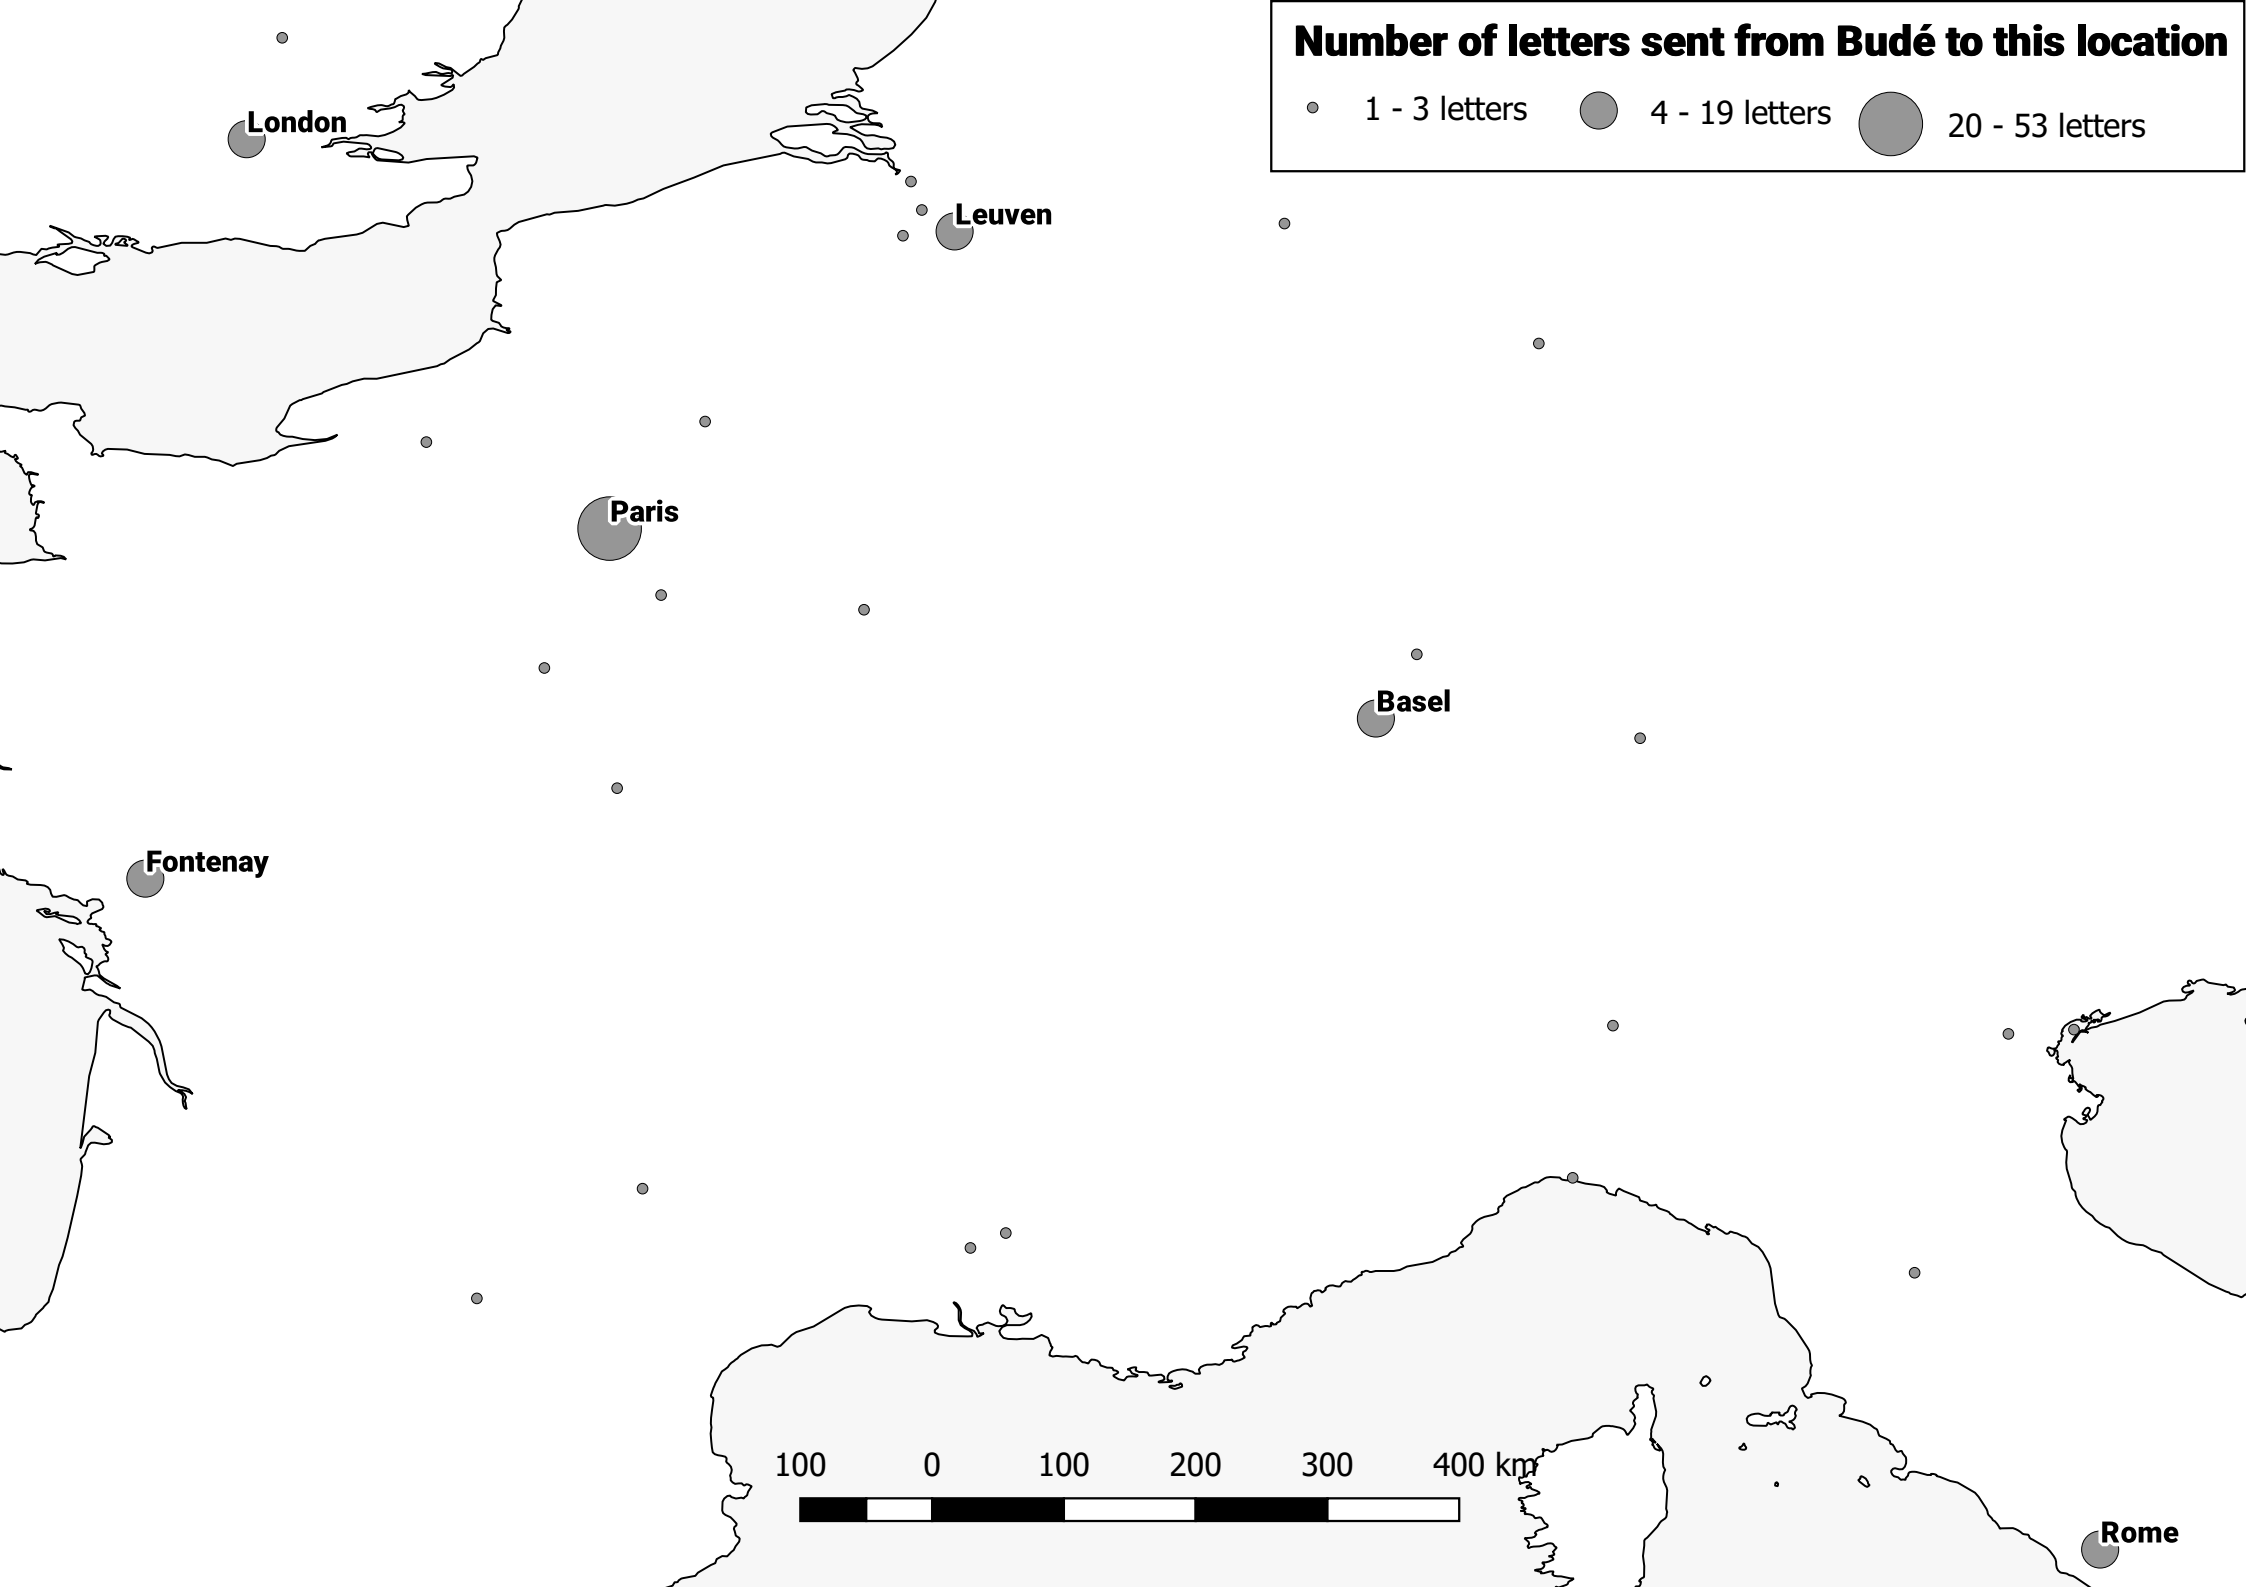 Number of letters sent from Budé to this location
1 - 3 letters
4 - 19 letters
20 - 53 letters
London
Leuven
Paris
Basel
Fontenay
100 0 100 200 300 400 km
Rome